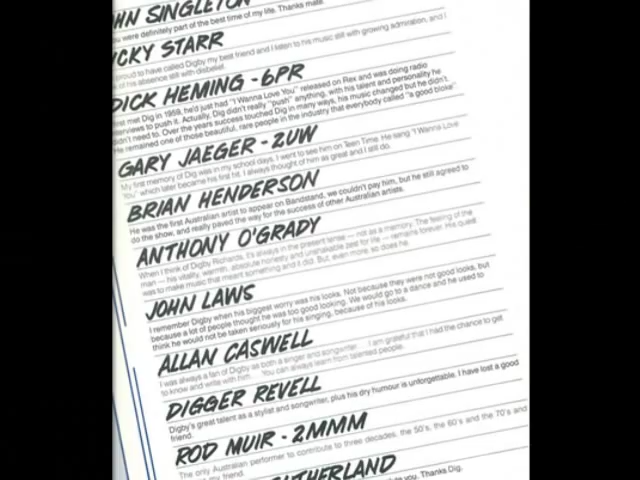 HN SINGLETON
ou were definitely part of the best time of my life. Thanks mate.
ICKY STARR
proud to have called Digby my best friend and I listen to his music still with growing admiration, and I
of his absence still with disbelief.
DICK HEMING - 6PR
met Dig in 1959, he'd just had "I Wanna Love You" released on Rex and was doing radio
terviews to push it. Actually, Dig didn't really "push" anything, with his talent and personality he
didn't need to. Over the years success touched Dig in many ways, his music changed but he didn't.
He remained one of those beautiful, rare people in the industry that everybody called "a good bloke".
GARY JAEGER - 2UW
My first memory of Dig was in my school days. I went to see him on Teen Time. He sang "I Wanna Love
You" which later became his first hit. I always thought of him as great and I still do.
BRIAN HENDERSON
He was the first Australian artist to appear on Bandstand, we couldn't pay him, but he still agreed to
do the show, and really paved the way for the success of other Australian artists.
ANTHONY O'GRADY
When I think of Digby Richards, it's always in the present tense — not as a memory. The feeling of the
man — his vitality, warmth, absolute honesty and unshakable zest for life — remains forever. His quest
was to make music that meant something and it did. But, even more, so does he.
JOHN LAWS
I remember Digby when his biggest worry was his looks. Not because they were not good looks, but
because a lot of people thought he was too good looking. We would go to a dance and he used to
think he would not be taken seriously for his singing, because of his looks.
ALLAN CASWELL
I was always a fan of Digby as both a singer and songwriter I am grateful that I had the chance to get
to know and write with him You can always learn from talented people.
DIGGER REVELL
Digby's great talent as a stylist and songwriter, plus his dry humour is unforgettable. I have lost a good
friend.
ROD MUIR - 2MMM
The only Australian performer to contribute to three decades, the 50's, the 60's and the 70's and
my friend.
UTHERLAND
you. Thanks Dig.